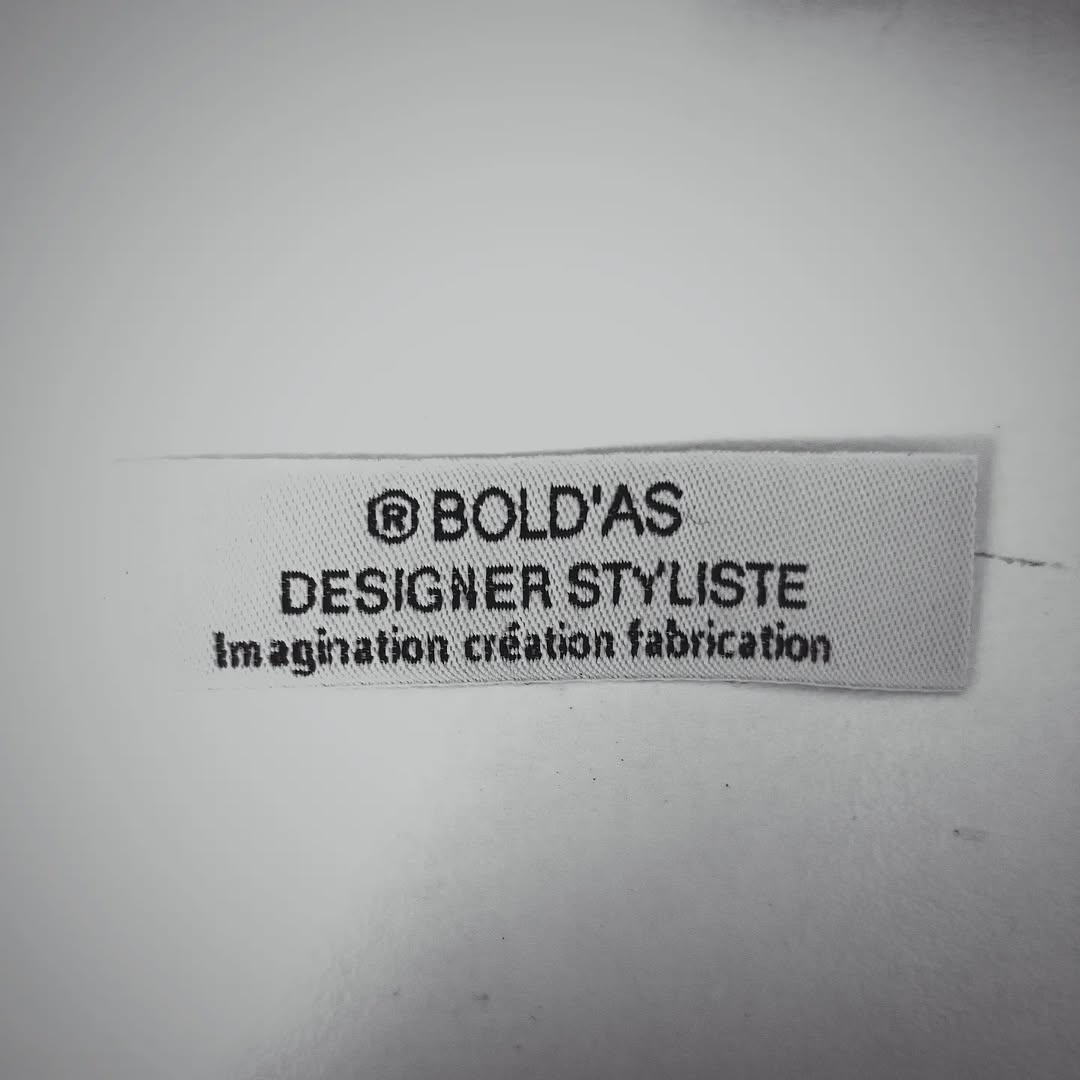 ®BOLD'AS
DESIGNER STYLISTE
Imagination création fabrication